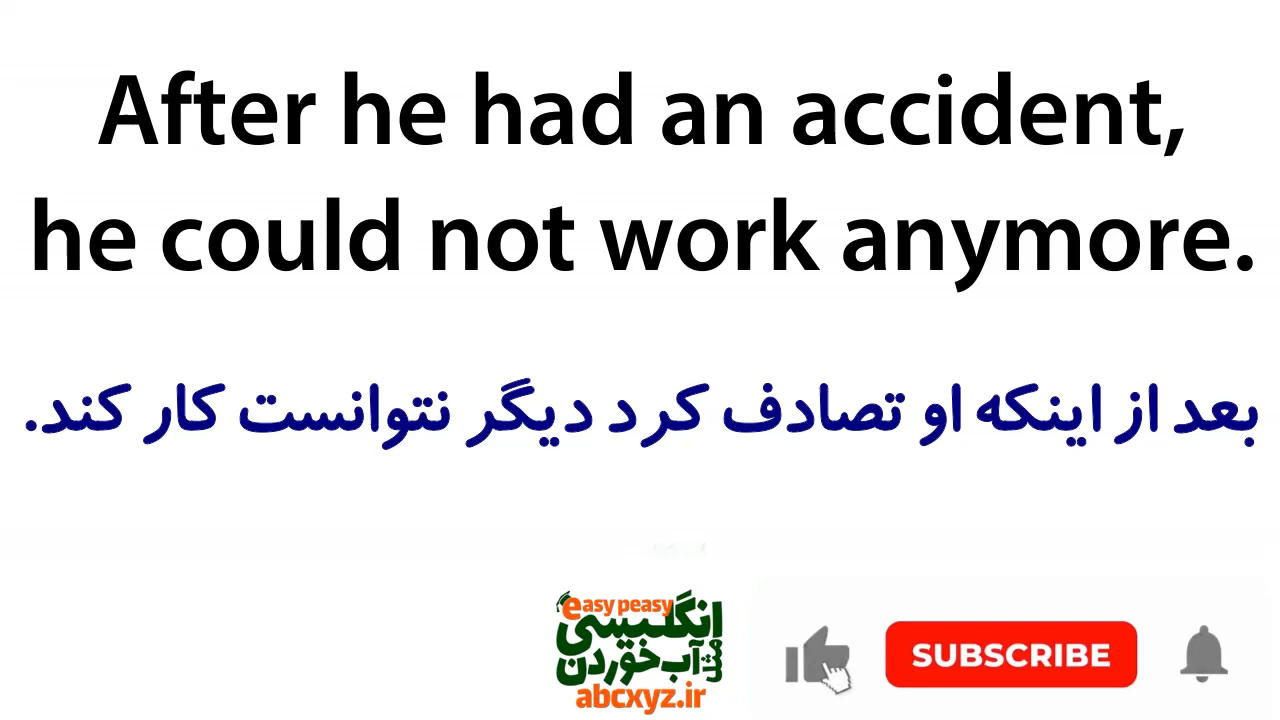 After he had an accident,
he could not work anymore.
بعد از اینکه او تصادف کرد دیگر نتوانست کار کند.
easy peasy
انگلیسی
مثل آب خوردن
abcxyz.ir
SUBSCRIBE